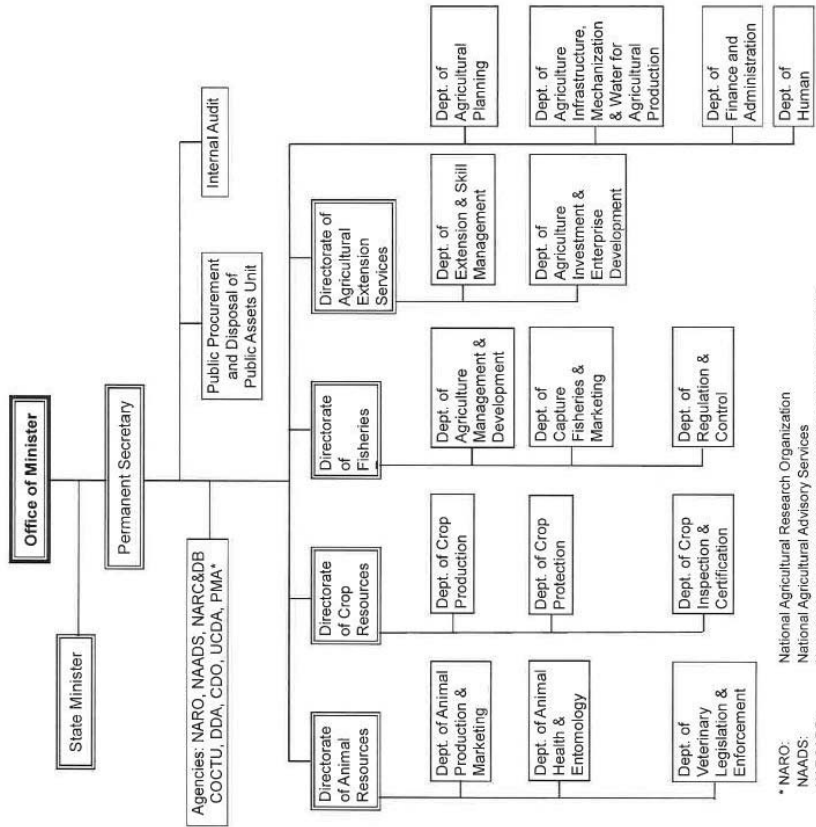 Office of Minister
State Minister
Permanent Secretary
Agencies: NARO, NAADS, NARC&DB
COCTU, DDA, CDO, UCDA, PMA*
Public Procurement
and Disposal of
Public Assets Unit
Internal Audit
Directorate
of Animal
Resources
Dept. of Animal
Production &
Marketing
Dept. of Animal
Health &
Entomology
Dept. of
Veterinary
Legislation &
Enforcement
Directorate
of Crop
Resources
Dept. of Crop
Production
Dept. of Crop
Protection
Dept. of Crop
Inspection &
Certification
Directorate
of
Fisheries
Dept. of
Agriculture
Management &
Development
Dept. of
Capture
Fisheries &
Marketing
Dept. of
Regulation &
Control
Directorate of
Agricultural
Extension
Services
Dept. of
Extension & Skill
Management
Dept. of
Agriculture
Investment &
Enterprise
Development
Dept. of
Agricultural
Planning
Dept. of
Agriculture
Infrastructure,
Mechanization
& Water for
Agricultural
Production
Dept. of
Finance and
Administration
Dept. of
Human
* NARO: National Agricultural Research Organization
NAADS: National Agricultural Advisory Services